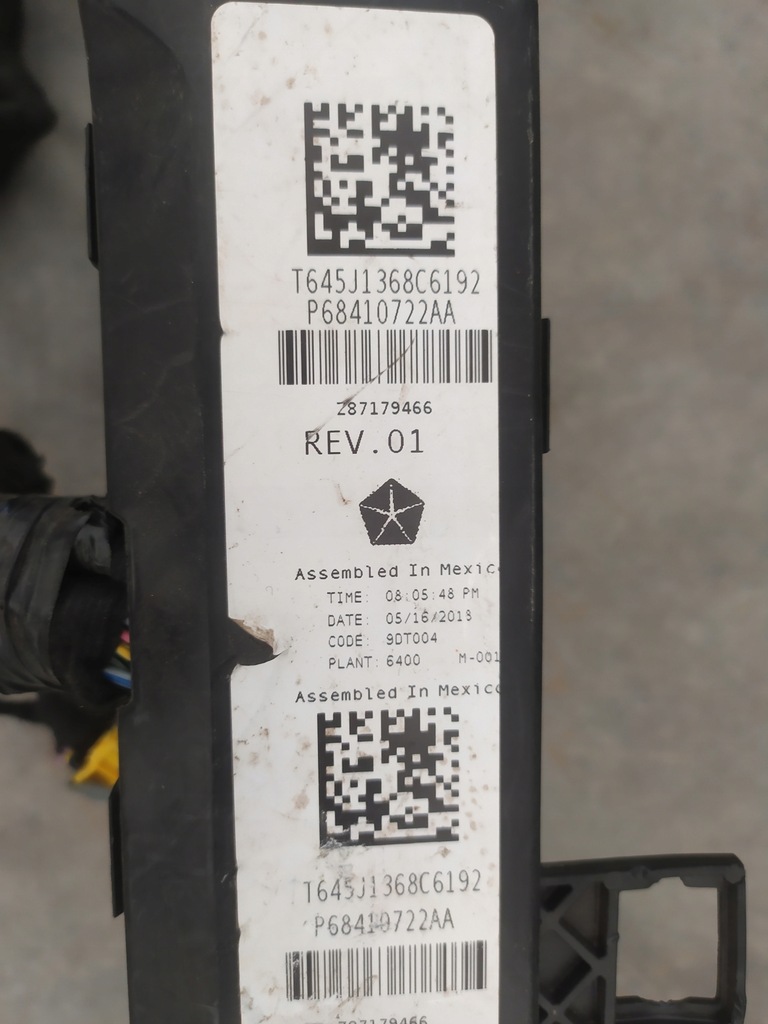 T645J1368C6192
P68410722AA
Z87179466
REV.01
Assembled In Mexic
TIME: 08:05:48 PM
DATE: 05/16/2018
CODE: 9DT004
PLANT: 6400 M-001
Assembled In Mexico
T645J1368C6192
P68410722AA
Z87179466